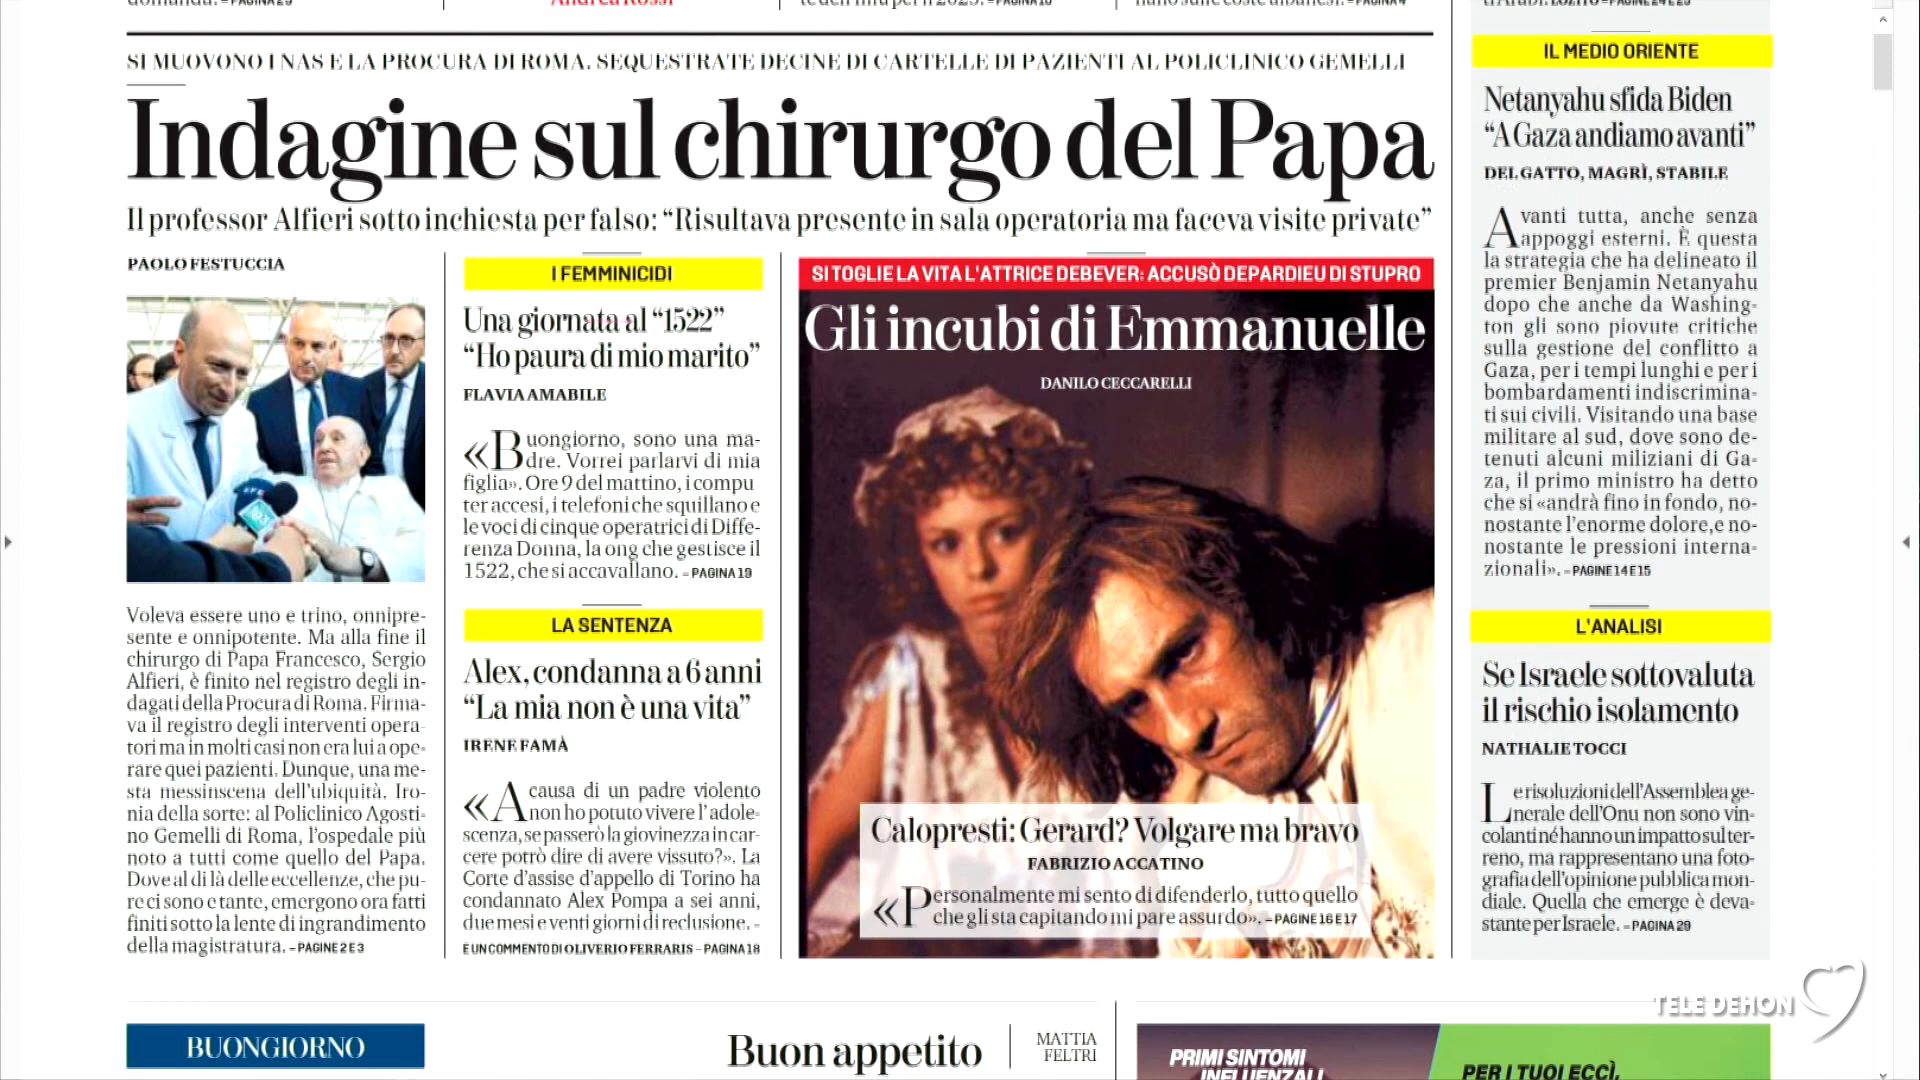 SI MUOVONO I NAS E LA PROCURA DI ROMA. SEQUESTRATE DECINE DI CARTELLE DI PAZIENTI AL POLICLINICO GEMELLI
Indagine sul chirurgo del Papa
Il professor Alfieri sotto inchiesta per falso: “Risultava presente in sala operatoria ma faceva visite private”
PAOLO FESTUCCIA
Voleva essere uno e trino, onnipre-
sente e onnipotente. Ma alla fine il
chirurgo di Papa Francesco, Sergio
Alfieri, è finito nel registro degli in-
dagati della Procura di Roma. Firma-
va il registro degli interventi opera-
tori ma in molti casi non era lui a ope-
rare quei pazienti. Dunque, una me-
sta messinscena dell’ubiquità. Iro-
nia della sorte: al Policlinico Agosti-
no Gemelli di Roma, l’ospedale più
noto a tutti come quello del Papa.
Dove al di là delle eccellenze, che pu-
re ci sono e tante, emergono ora fatti
finiti sotto la lente di ingrandimento
della magistratura. – PAGINE 2 E 3
I FEMMINICIDI
Una giornata al “1522”
“Ho paura di mio marito”
FLAVIA AMABILE
«Buongiorno, sono una ma-
dre. Vorrei parlarvi di mia
figlia». Ore 9 del mattino, i compu
ter accesi, i telefoni che squillano e
le voci di cinque operatrici di Diffe-
renza Donna, la ong che gestisce il
1522, che si accavallano. – PAGINA 19
LA SENTENZA
Alex, condanna a 6 anni
“La mia non è una vita”
IRENE FAMÀ
«A causa di un padre violento
non ho potuto vivere l’adole-
scenza, se passerò la giovinezza in car-
cere potrò dire di avere vissuto?». La
Corte d’assise d’appello di Torino ha
condannato Alex Pompa a sei anni,
due mesi e venti giorni di reclusione. –
E UN COMMENTO DI OLIVERIO FERRARIS – PAGINA 18
SI TOGLIE LA VITA L'ATTRICE DEBEVER: ACCUSÒ DEPARDIEU DI STUPRO
Gli incubi di Emmanuelle
DANILO CECCARELLI
Calopresti: Gerard? Volgare ma bravo
FABRIZIO ACCATINO
«Personalmente mi sento di difenderlo, tutto quello
che gli sta capitando mi pare assurdo». – PAGINE 16 E 17
IL MEDIO ORIENTE
Netanyahu sfida Biden
“A Gaza andiamo avanti”
DEL GATTO, MAGRÌ, STABILE
Avanti tutta, anche senza
appoggi esterni. È questa
la strategia che ha delineato il
premier Benjamin Netanyahu
dopo che anche da Washing-
ton gli sono piovute critiche
sulla gestione del conflitto a
Gaza, per i tempi lunghi e per i
bombardamenti indiscrimina-
ti sui civili. Visitando una base
militare al sud, dove sono de-
tenuti alcuni miliziani di Ga-
za, il primo ministro ha detto
che si «andrà fino in fondo, no-
nostante l’enorme dolore, e no-
nostante le pressioni interna-
zionali». – PAGINE 14 E 15
L'ANALISI
Se Israele sottovaluta
il rischio isolamento
NATHALIE TOCCI
Le risoluzioni dell’Assemblea ge-
nerale dell’Onu non sono vin-
colanti né hanno un impatto sul ter-
reno, ma rappresentano una foto-
grafia dell’opinione pubblica mon-
diale. Quella che emerge è deva-
stante per Israele. – PAGINA 29
TELE DEHON
BUONGIORNO
Buon appetito
MATTIA
FELTRI
PRIMI SINTOMI
INFLUENZALI
PER I TUOI ECCÌ,